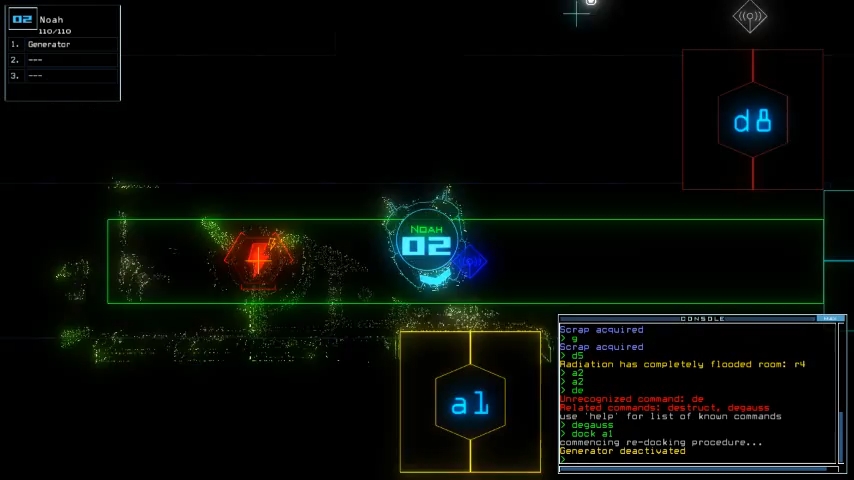 02 Noah
110/110
1. Generator
2. ---
3. ---
d8
Noah
02
a1
CONSOLE
Scrap acquired
> g
Scrap acquired
> d5
Radiation has completely flooded room: r4
> a2
> a2
> de
Unrecognized command: de
Related commands: destruct, degauss
use 'help' for list of known commands
> degauss
> dock a1
commencing re-docking procedure...
Generator deactivated
>